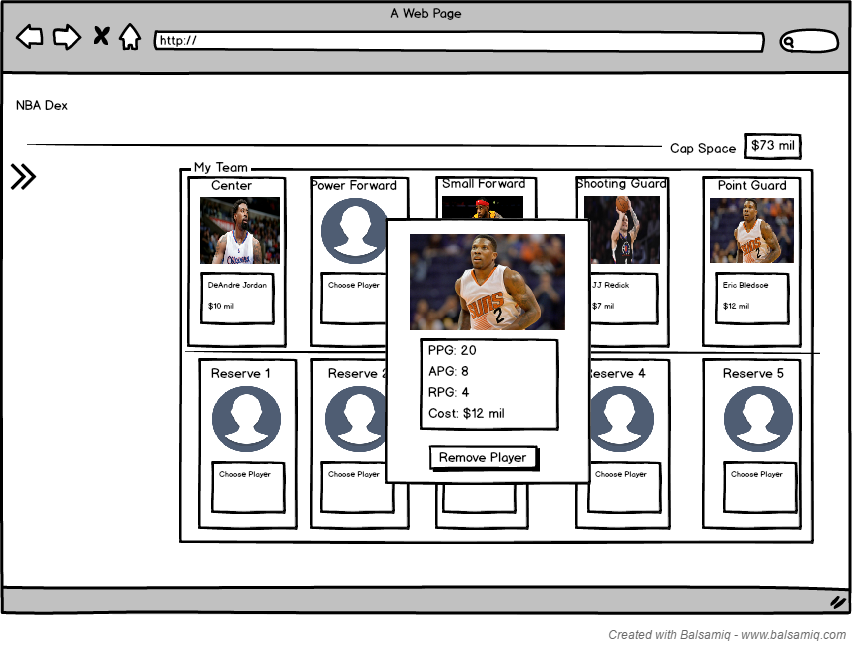 A Web Page
http://
NBA Dex
Cap Space $73 mil
My Team
Center Power Forward Small Forward Shooting Guard Point Guard
DeAndre Jordan
$10 mil
Choose Player
JJ Redick
$7 mil
Eric Bledsoe
$12 mil
PPG: 20
APG: 8
RPG: 4
Cost: $12 mil
Remove Player
Reserve 1 Reserve 2 Reserve 4 Reserve 5
Choose Player Choose Player Choose Player Choose Player
Created with Balsamiq - www.balsamiq.com